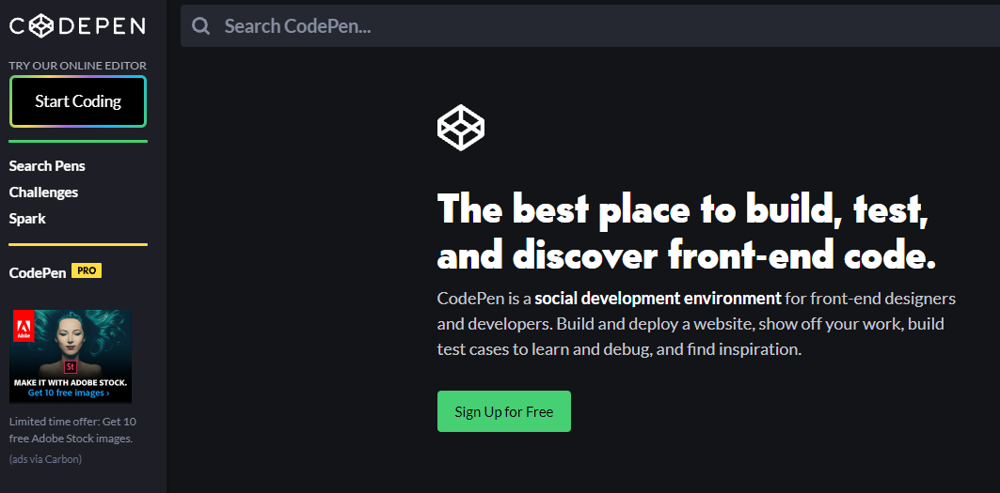 CODEPEN
TRY OUR ONLINE EDITOR
Start Coding
Search Pens
Challenges
Spark
CodePen PRO
Adobe
St
MAKE IT WITH ADOBE STOCK.
Get 10 free images ›
Limited time offer: Get 10
free Adobe Stock images.
(ads via Carbon)
Search CodePen...
The best place to build, test,
and discover front-end code.
CodePen is a social development environment for front-end designers
and developers. Build and deploy a website, show off your work, build
test cases to learn and debug, and find inspiration.
Sign Up for Free